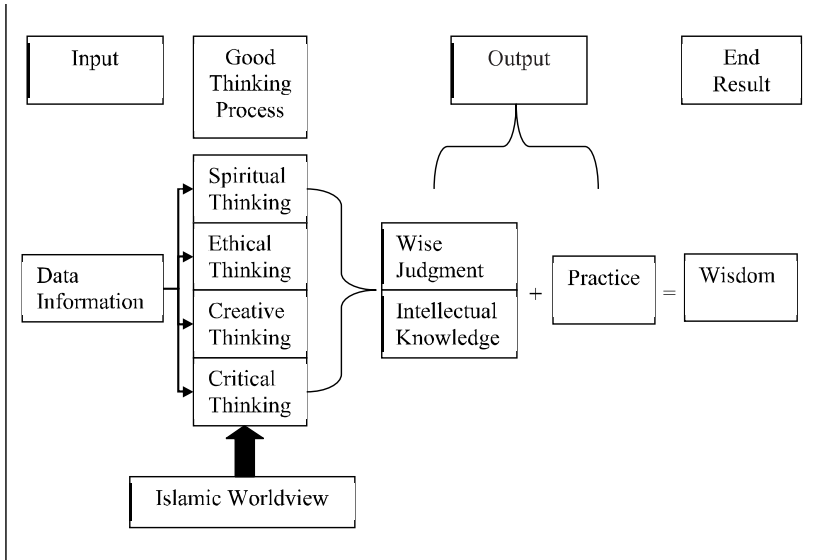 Input
Good
Thinking
Process
Output
End
Result
Data
Information
Spiritual
Thinking
Ethical
Thinking
Creative
Thinking
Critical
Thinking
Wise
Judgment
Intellectual
Knowledge
+
Practice
=
Wisdom
Islamic Worldview